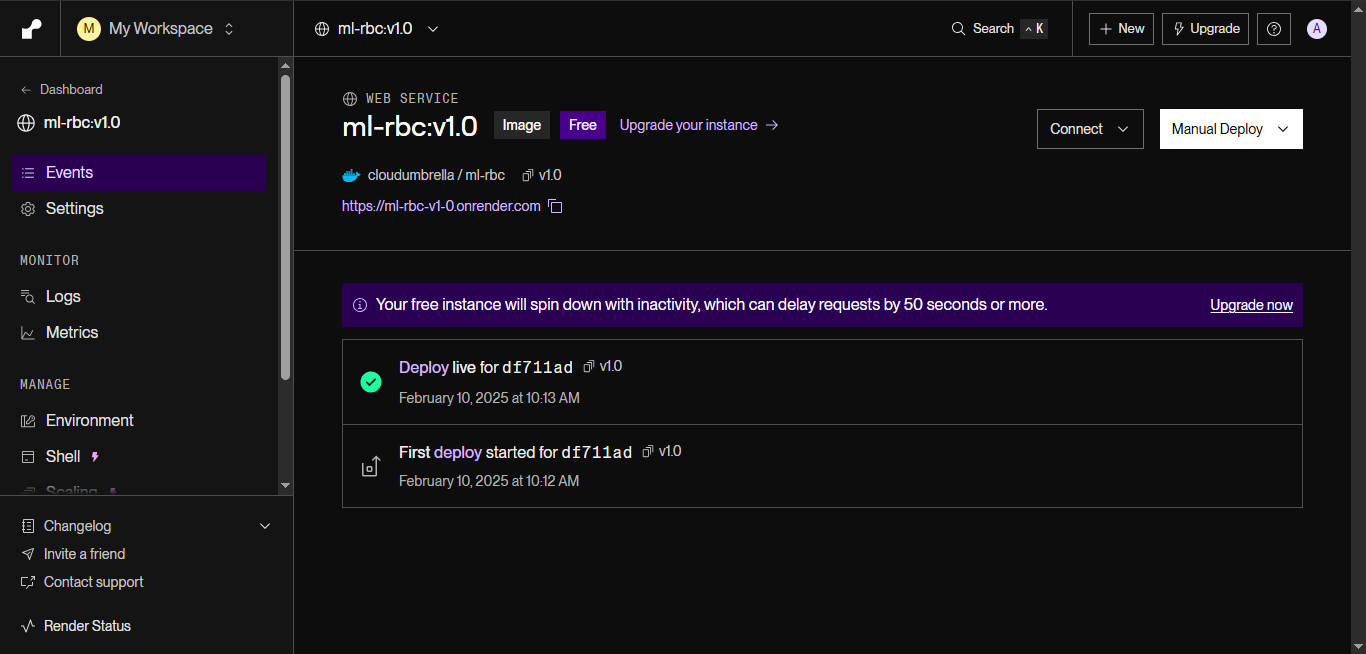 M My Workspace
ml-rbc:v1.0
Search ^ K
+ New
Upgrade
A
← Dashboard
ml-rbc:v1.0
Events
Settings
MONITOR
Logs
Metrics
MANAGE
Environment
Shell
Scaling
Changelog
Invite a friend
Contact support
Render Status
WEB SERVICE
ml-rbc:v1.0 Image Free Upgrade your instance →
Connect
Manual Deploy
cloudumbrella / ml-rbc v1.0
https://ml-rbc-v1-0.onrender.com
Your free instance will spin down with inactivity, which can delay requests by 50 seconds or more. Upgrade now
Deploy live for df711ad v1.0
February 10, 2025 at 10:13 AM
First deploy started for df711ad v1.0
February 10, 2025 at 10:12 AM